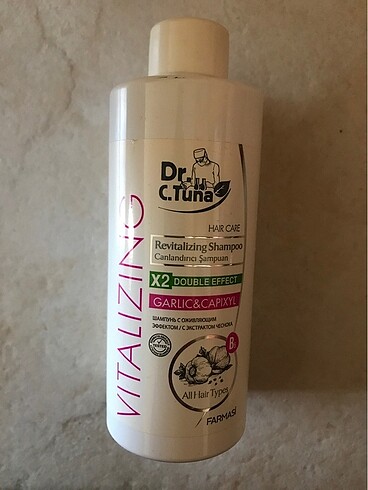 VITALIZING
Dr.
C.Tuna
HAIR CARE
Revitalizing Shampoo
Canlandırıcı Şampuan
X2 DOUBLE EFFECT
GARLIC&CAPIXYL
ШАМПУНЬ С ОЖИВЛЯЮЩИМ
ЭФФЕКТОМ / С ЭКСТРАКТОМ ЧЕСНОКА
TESTED
All Hair Types
FARMASİ